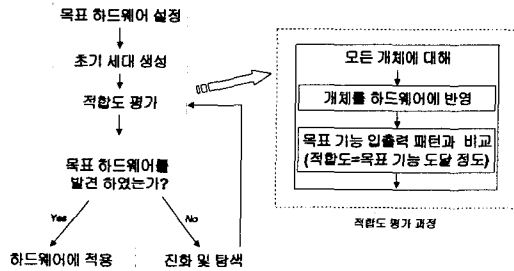 목표 하드웨어 설정
초기 세대 생성
적합도 평가
목표 하드웨어를
발견 하였는가?
Yes
No
하드웨어에 적용
진화 및 탐색
모든 개체에 대해
개체를 하드웨어에 반영
목표 기능 입출력 패턴과 비교
(적합도=목표 기능 도달 정도)
적합도 평가 과정